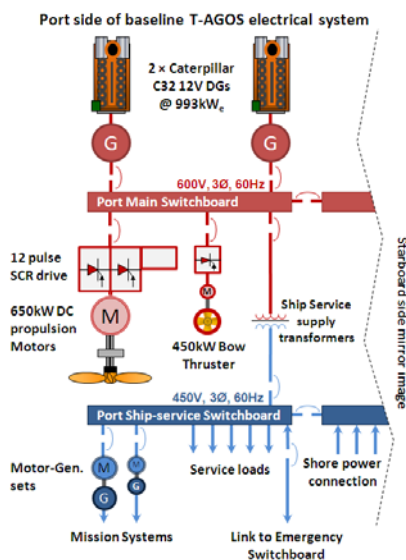 Port side of baseline T-AGOS electrical system
2 × Caterpillar
C32 12V DGs
@ 993kWe
G
G
600V, 3Ø, 60Hz
Port Main Switchboard
12 pulse
SCR drive
650kW DC
propulsion
Motors
M
M
450kW Bow
Thruster
Ship Service
supply
transformers
Starboard side mirror image
450V, 3Ø, 60Hz
Port Ship-service Switchboard
Motor-Gen.
sets
M
G
M
G
Service loads
Shore power
connection
Mission Systems
Link to Emergency
Switchboard